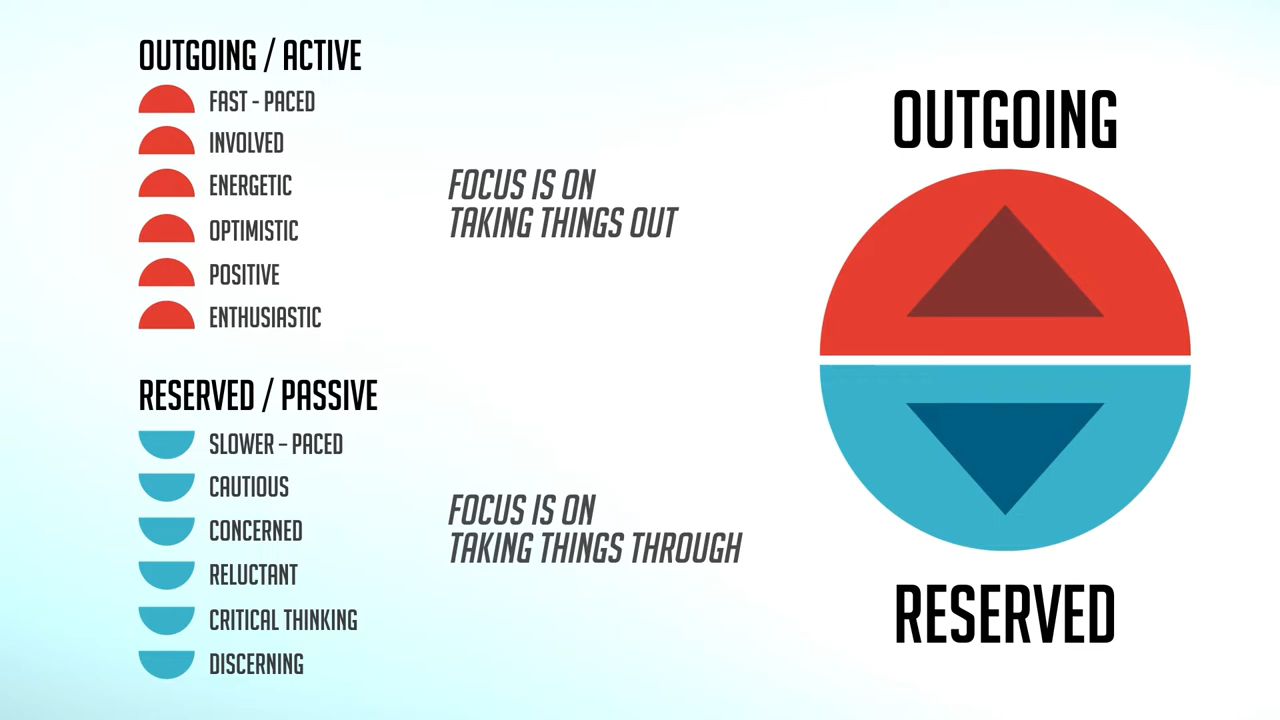 OUTGOING / ACTIVE
FAST - PACED
INVOLVED
ENERGETIC
OPTIMISTIC
POSITIVE
ENTHUSIASTIC
FOCUS IS ON
TAKING THINGS OUT
RESERVED / PASSIVE
SLOWER – PACED
CAUTIOUS
CONCERNED
RELUCTANT
CRITICAL THINKING
DISCERNING
FOCUS IS ON
TAKING THINGS THROUGH
OUTGOING
RESERVED